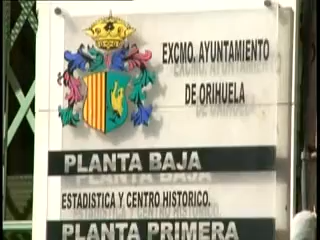 EXCMO. AYUNTAMIENTO
DE ORIHUELA
PLANTA BAJA
ESTADISTICA Y CENTRO HISTORICO.
PLANTA PRIMERA